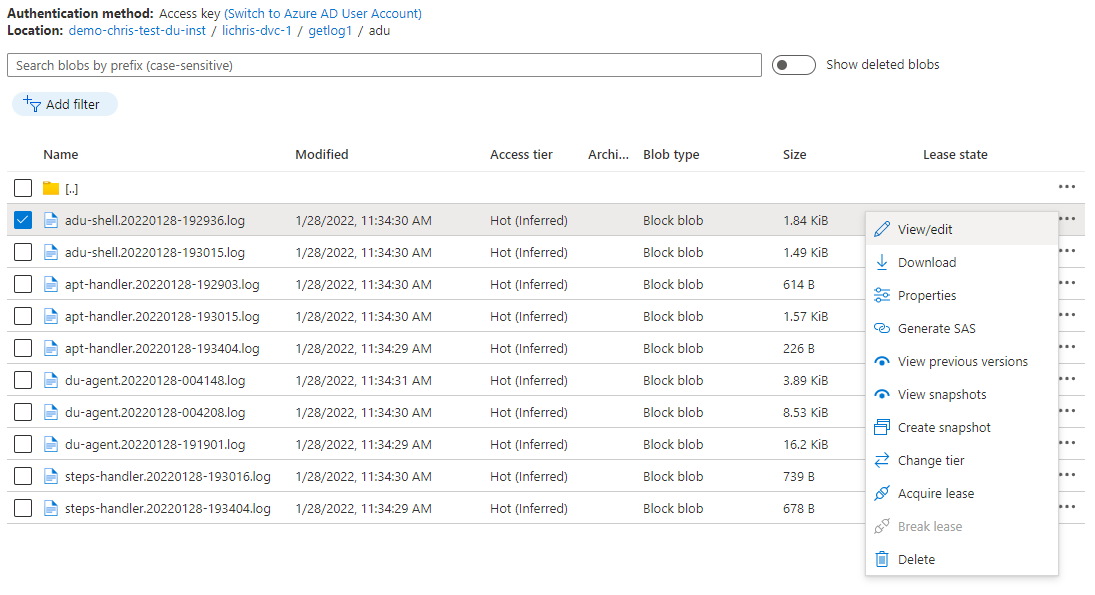 Authentication method: Access key (Switch to Azure AD User Account)
Location: demo-chris-test-du-inst / lichris-dvc-1 / getlog1 / adu
Search blobs by prefix (case-sensitive)
Show deleted blobs
Add filter
Name Modified Access tier Archi... Blob type Size Lease state
[..]
adu-shell.20220128-192936.log 1/28/2022, 11:34:30 AM Hot (Inferred) Block blob 1.84 KiB
adu-shell.20220128-193015.log 1/28/2022, 11:34:30 AM Hot (Inferred) Block blob 1.49 KiB
apt-handler.20220128-192903.log 1/28/2022, 11:34:30 AM Hot (Inferred) Block blob 614 B
apt-handler.20220128-193015.log 1/28/2022, 11:34:30 AM Hot (Inferred) Block blob 1.57 KiB
apt-handler.20220128-193404.log 1/28/2022, 11:34:29 AM Hot (Inferred) Block blob 226 B
du-agent.20220128-004148.log 1/28/2022, 11:34:31 AM Hot (Inferred) Block blob 3.89 KiB
du-agent.20220128-004208.log 1/28/2022, 11:34:30 AM Hot (Inferred) Block blob 8.53 KiB
du-agent.20220128-191901.log 1/28/2022, 11:34:29 AM Hot (Inferred) Block blob 16.2 KiB
steps-handler.20220128-193016.log 1/28/2022, 11:34:30 AM Hot (Inferred) Block blob 739 B
steps-handler.20220128-193404.log 1/28/2022, 11:34:29 AM Hot (Inferred) Block blob 678 B
View/edit
Download
Properties
Generate SAS
View previous versions
View snapshots
Create snapshot
Change tier
Acquire lease
Break lease
Delete